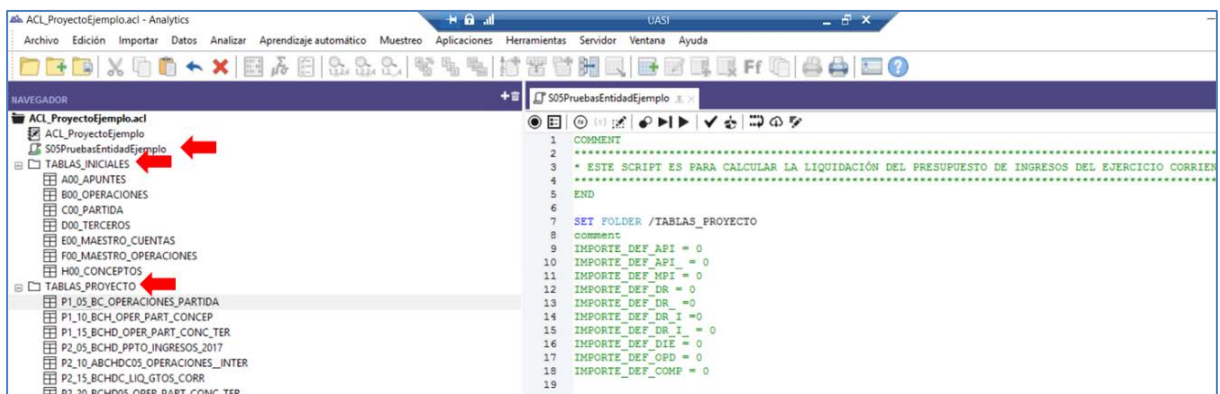 ACL_ProyectoEjemplo.acl - Analytics
UASI
Archivo Edición Importar Datos Analizar Aprendizaje automático Muestreo Aplicaciones Herramientas Servidor Ventana Ayuda
NAVEGADOR
ACL_ProyectoEjemplo.acl
ACL_ProyectoEjemplo
S05PruebasEntidadEjemplo
TABLAS_INICIALES
A00_APUNTES
B00_OPERACIONES
C00_PARTIDA
D00_TERCEROS
E00_MAESTRO_CUENTAS
F00_MAESTRO_OPERACIONES
H00_CONCEPTOS
TABLAS_PROYECTO
P1_05_BC_OPERACIONES_PARTIDA
P1_10_BCH_OPER_PART_CONCEP
P1_15_BCHD_OPER_PART_CONC_TER
P2_05_BCHD_PPTO_INGRESOS_2017
P2_10_ABCHDC05_OPERACIONES__INTER
P2_15_BCHDC_LIQ_GTOS_CORR
P2_20_BCHD05_OPER_PART_CONC_TER
S05PruebasEntidadEjemplo
1 COMMENT
2 ****************************************************************************************
3 * ESTE SCRIPT ES PARA CALCULAR LA LIQUIDACIÓN DEL PRESUPUESTO DE INGRESOS DEL EJERCICIO CORRIEN
4 ****************************************************************************************
5 END
6
7 SET FOLDER /TABLAS_PROYECTO
8 comment
9 IMPORTE_DEF_API = 0
10 IMPORTE_DEF_API_ = 0
11 IMPORTE_DEF_MPI = 0
12 IMPORTE_DEF_DR = 0
13 IMPORTE_DEF_DR_ =0
14 IMPORTE_DEF_DR_I =0
15 IMPORTE_DEF_DR_I_ = 0
16 IMPORTE_DEF_DIE = 0
17 IMPORTE_DEF_OPD = 0
18 IMPORTE_DEF_COMP = 0
19